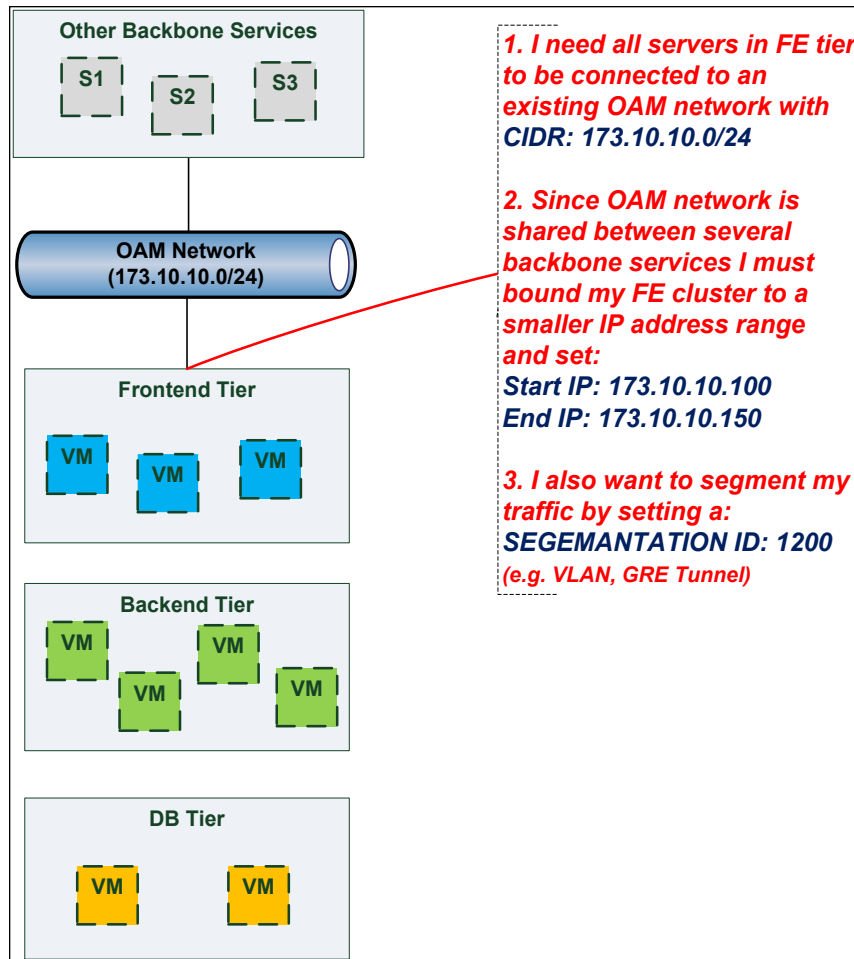 Other Backbone Services
S1
S2
S3
OAM Network
(173.10.10.0/24)
Frontend Tier
VM
VM
VM
Backend Tier
VM
VM
VM
VM
DB Tier
VM
VM
1. I need all servers in FE tier
to be connected to an
existing OAM network with
CIDR: 173.10.10.0/24
2. Since OAM network is
shared between several
backbone services I must
bound my FE cluster to a
smaller IP address range
and set:
Start IP: 173.10.10.100
End IP: 173.10.10.150
3. I also want to segment my
traffic by setting a:
SEGEMANTATION ID: 1200
(e.g. VLAN, GRE Tunnel)